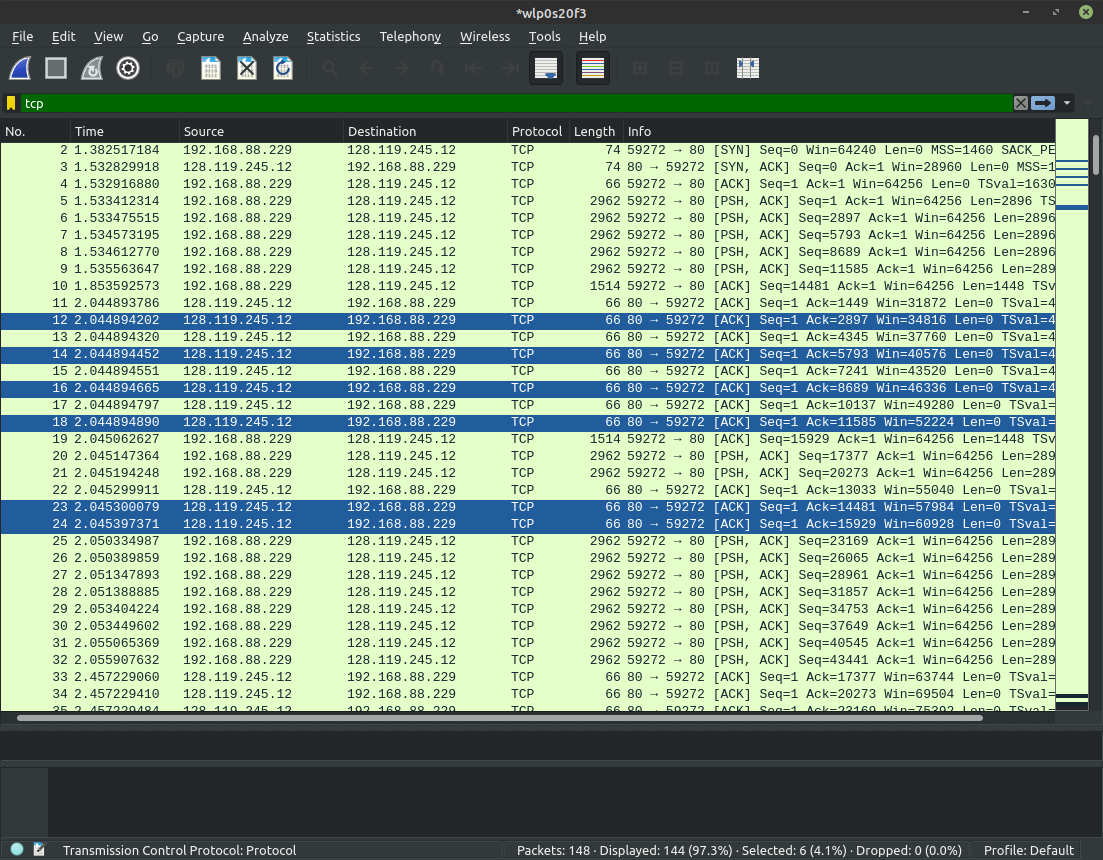 *wlp0s20f3
File Edit View Go Capture Analyze Statistics Telephony Wireless Tools Help
tcp
No. Time Source Destination Protocol Length Info
2 1.382517184 192.168.88.229 128.119.245.12 TCP 74 59272 → 80 [SYN] Seq=0 Win=64240 Len=0 MSS=1460 SACK_PE
3 1.532829918 128.119.245.12 192.168.88.229 TCP 74 80 → 59272 [SYN, ACK] Seq=0 Ack=1 Win=28960 Len=0 MSS=1
4 1.532916880 192.168.88.229 128.119.245.12 TCP 66 59272 → 80 [ACK] Seq=1 Ack=1 Win=64256 Len=0 TSval=1630
5 1.533412314 192.168.88.229 128.119.245.12 TCP 2962 59272 → 80 [PSH, ACK] Seq=1 Ack=1 Win=64256 Len=2896 TS
6 1.533475515 192.168.88.229 128.119.245.12 TCP 2962 59272 → 80 [PSH, ACK] Seq=2897 Ack=1 Win=64256 Len=2896
7 1.534573195 192.168.88.229 128.119.245.12 TCP 2962 59272 → 80 [PSH, ACK] Seq=5793 Ack=1 Win=64256 Len=2896
8 1.534612770 192.168.88.229 128.119.245.12 TCP 2962 59272 → 80 [PSH, ACK] Seq=8689 Ack=1 Win=64256 Len=2896
9 1.535563647 192.168.88.229 128.119.245.12 TCP 2962 59272 → 80 [PSH, ACK] Seq=11585 Ack=1 Win=64256 Len=289
10 1.853592573 192.168.88.229 128.119.245.12 TCP 1514 59272 → 80 [ACK] Seq=14481 Ack=1 Win=64256 Len=1448 TSv
11 2.044893786 128.119.245.12 192.168.88.229 TCP 66 80 → 59272 [ACK] Seq=1 Ack=1449 Win=31872 Len=0 TSval=4
12 2.044894202 128.119.245.12 192.168.88.229 TCP 66 80 → 59272 [ACK] Seq=1 Ack=2897 Win=34816 Len=0 TSval=4
13 2.044894320 128.119.245.12 192.168.88.229 TCP 66 80 → 59272 [ACK] Seq=1 Ack=4345 Win=37760 Len=0 TSval=4
14 2.044894452 128.119.245.12 192.168.88.229 TCP 66 80 → 59272 [ACK] Seq=1 Ack=5793 Win=40576 Len=0 TSval=4
15 2.044894551 128.119.245.12 192.168.88.229 TCP 66 80 → 59272 [ACK] Seq=1 Ack=7241 Win=43520 Len=0 TSval=4
16 2.044894665 128.119.245.12 192.168.88.229 TCP 66 80 → 59272 [ACK] Seq=1 Ack=8689 Win=46336 Len=0 TSval=4
17 2.044894797 128.119.245.12 192.168.88.229 TCP 66 80 → 59272 [ACK] Seq=1 Ack=10137 Win=49280 Len=0 TSval=
18 2.044894890 128.119.245.12 192.168.88.229 TCP 66 80 → 59272 [ACK] Seq=1 Ack=11585 Win=52224 Len=0 TSval=
19 2.045062627 192.168.88.229 128.119.245.12 TCP 1514 59272 → 80 [ACK] Seq=15929 Ack=1 Win=64256 Len=1448 TSv
20 2.045147364 192.168.88.229 128.119.245.12 TCP 2962 59272 → 80 [PSH, ACK] Seq=17377 Ack=1 Win=64256 Len=289
21 2.045194248 192.168.88.229 128.119.245.12 TCP 2962 59272 → 80 [PSH, ACK] Seq=20273 Ack=1 Win=64256 Len=289
22 2.045299911 128.119.245.12 192.168.88.229 TCP 66 80 → 59272 [ACK] Seq=1 Ack=13033 Win=55040 Len=0 TSval=
23 2.045300079 128.119.245.12 192.168.88.229 TCP 66 80 → 59272 [ACK] Seq=1 Ack=14481 Win=57984 Len=0 TSval=
24 2.045397371 128.119.245.12 192.168.88.229 TCP 66 80 → 59272 [ACK] Seq=1 Ack=15929 Win=60928 Len=0 TSval=
25 2.050334987 192.168.88.229 128.119.245.12 TCP 2962 59272 → 80 [PSH, ACK] Seq=23169 Ack=1 Win=64256 Len=289
26 2.050389859 192.168.88.229 128.119.245.12 TCP 2962 59272 → 80 [PSH, ACK] Seq=26065 Ack=1 Win=64256 Len=289
27 2.051347893 192.168.88.229 128.119.245.12 TCP 2962 59272 → 80 [PSH, ACK] Seq=28961 Ack=1 Win=64256 Len=289
28 2.051388885 192.168.88.229 128.119.245.12 TCP 2962 59272 → 80 [PSH, ACK] Seq=31857 Ack=1 Win=64256 Len=289
29 2.053404224 192.168.88.229 128.119.245.12 TCP 2962 59272 → 80 [PSH, ACK] Seq=34753 Ack=1 Win=64256 Len=289
30 2.053449602 192.168.88.229 128.119.245.12 TCP 2962 59272 → 80 [PSH, ACK] Seq=37649 Ack=1 Win=64256 Len=289
31 2.055065369 192.168.88.229 128.119.245.12 TCP 2962 59272 → 80 [PSH, ACK] Seq=40545 Ack=1 Win=64256 Len=289
32 2.055907632 192.168.88.229 128.119.245.12 TCP 2962 59272 → 80 [PSH, ACK] Seq=43441 Ack=1 Win=64256 Len=289
33 2.457229060 128.119.245.12 192.168.88.229 TCP 66 80 → 59272 [ACK] Seq=1 Ack=17377 Win=63744 Len=0 TSval=
34 2.457229410 128.119.245.12 192.168.88.229 TCP 66 80 → 59272 [ACK] Seq=1 Ack=20273 Win=69504 Len=0 TSval=
35 2.457229484 128.119.245.12 192.168.88.229 TCP 66 80 → 59272 [ACK] Seq=1 Ack=23169 Win=75392 Len=0 TSval=
Transmission Control Protocol: Protocol Packets: 148 · Displayed: 144 (97.3%) · Selected: 6 (4.1%) · Dropped: 0 (0.0%) Profile: Default